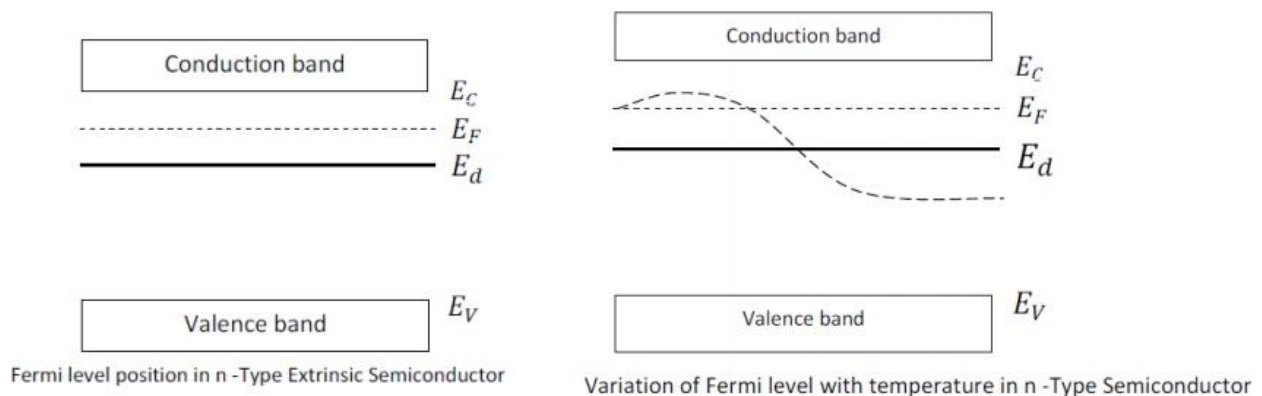 Conduction band
E_C
E_F
E_d
Valence band
E_V
Fermi level position in n -Type Extrinsic Semiconductor
Conduction band
E_C
E_F
E_d
Valence band
E_V
Variation of Fermi level with temperature in n -Type Semiconductor